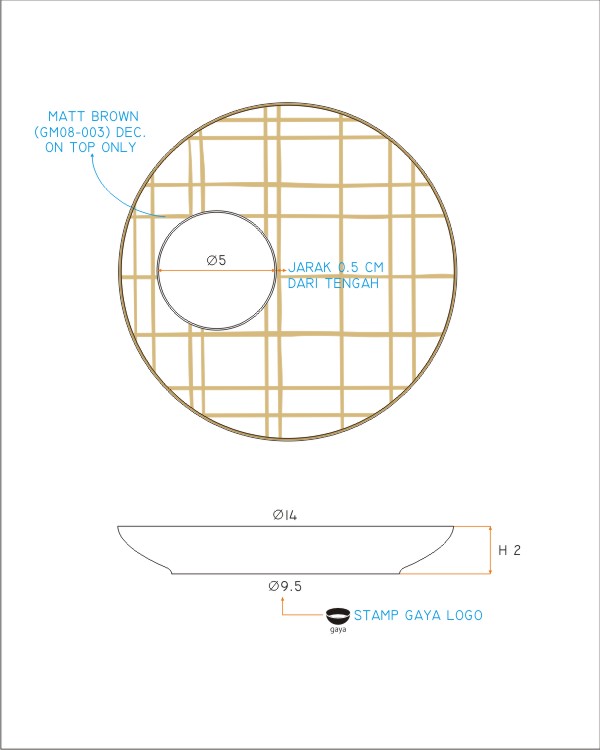 MATT BROWN
(GM08-003) DEC.
ON TOP ONLY
Ø5
JARAK 0.5 CM
DARI TENGAH
Ø14
H 2
Ø9.5
STAMP GAYA LOGO
gaya